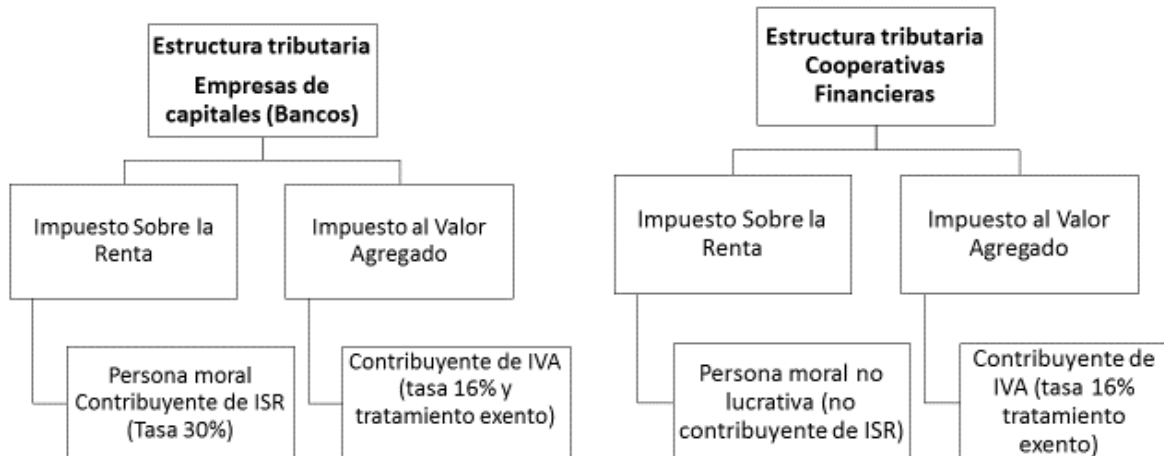 Estructura tributaria
Empresas de
capitales (Bancos)
Impuesto Sobre la
Renta
Impuesto al Valor
Agregado
Persona moral
Contribuyente de ISR
(Tasa 30%)
Contribuyente de IVA
(tasa 16% y
tratamiento exento)
Estructura tributaria
Cooperativas
Financieras
Impuesto Sobre la
Renta
Impuesto al Valor
Agregado
Persona moral no
lucrativa (no
contribuyente de ISR)
Contribuyente de
IVA (tasa 16%
tratamiento
exento)